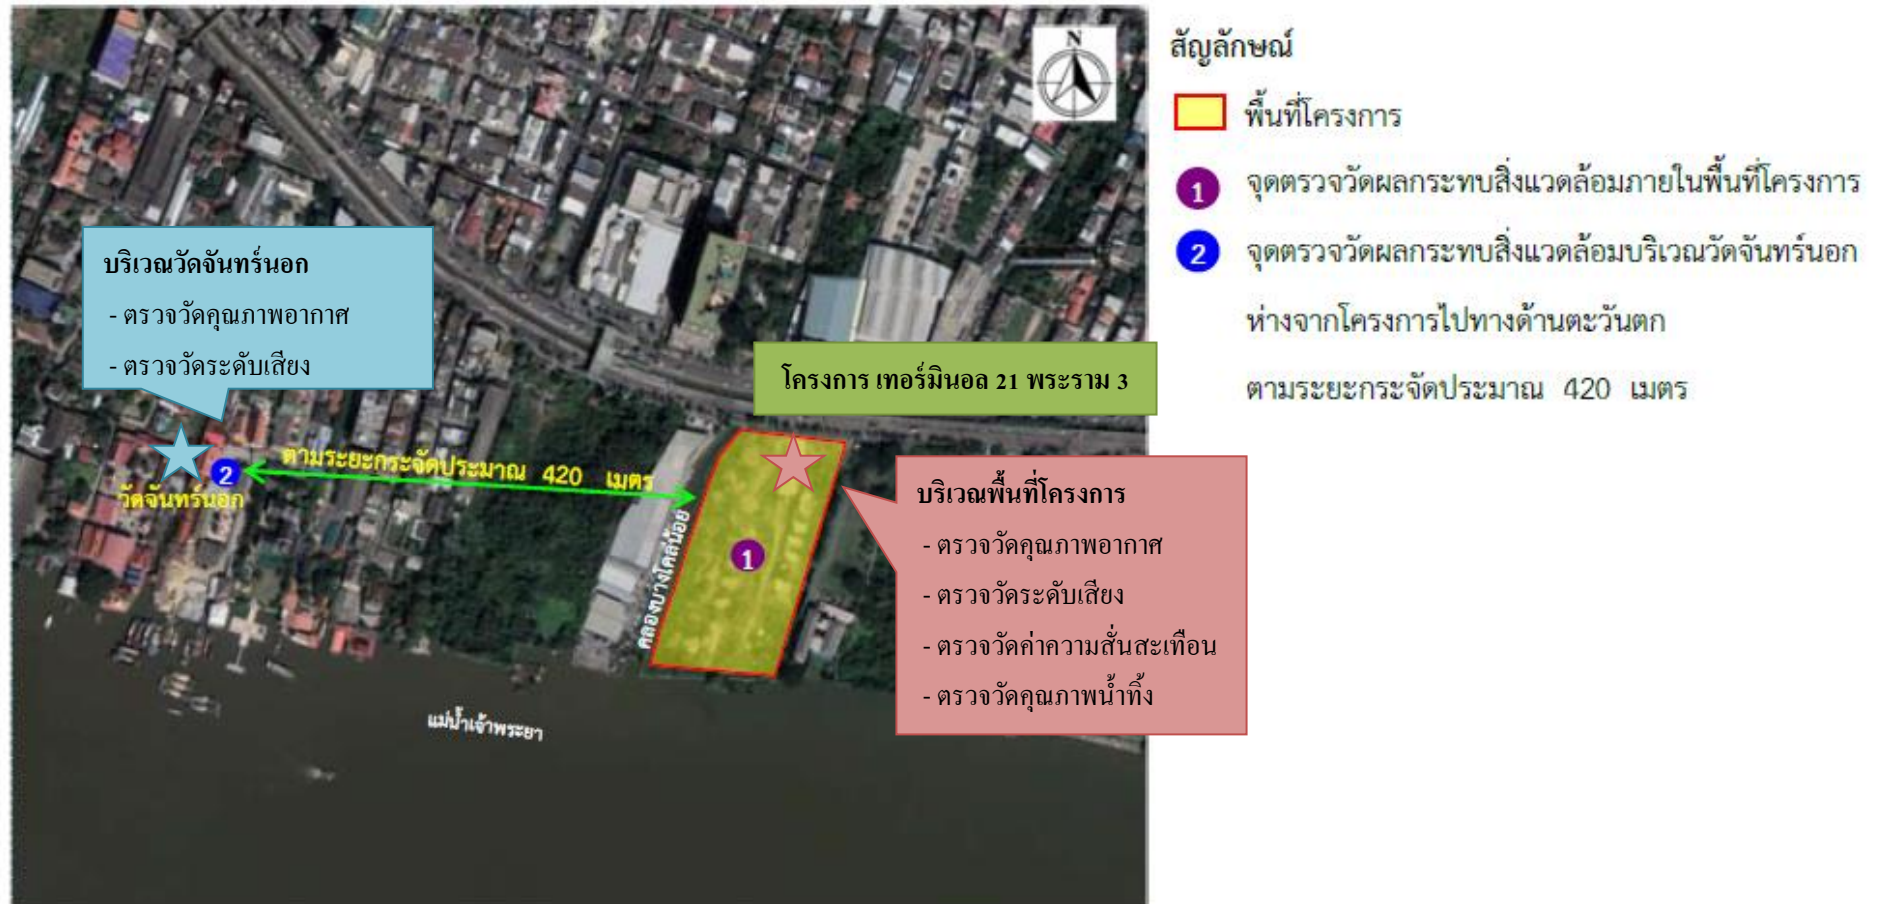 N
สัญลักษณ์
พื้นที่โครงการ
1 จุดตรวจวัดผลกระทบสิ่งแวดล้อมภายในพื้นที่โครงการ
2 จุดตรวจวัดผลกระทบสิ่งแวดล้อมบริเวณวัดจันทร์นอก
ห่างจากโครงการไปทางด้านตะวันตก
ตามระยะกระจัดประมาณ 420 เมตร
บริเวณวัดจันทร์นอก
- ตรวจวัดคุณภาพอากาศ
- ตรวจวัดระดับเสียง
โครงการ เทอร์มินอล 21 พระราม 3
2
ตามระยะกระจัดประมาณ 420 เมตร
วัดจันทร์นอก
บริเวณพื้นที่โครงการ
- ตรวจวัดคุณภาพอากาศ
- ตรวจวัดระดับเสียง
- ตรวจวัดค่าความสั่นสะเทือน
- ตรวจวัดคุณภาพน้ำทิ้ง
1
คลองบางโคล่น้อย
แม่น้ำเจ้าพระยา